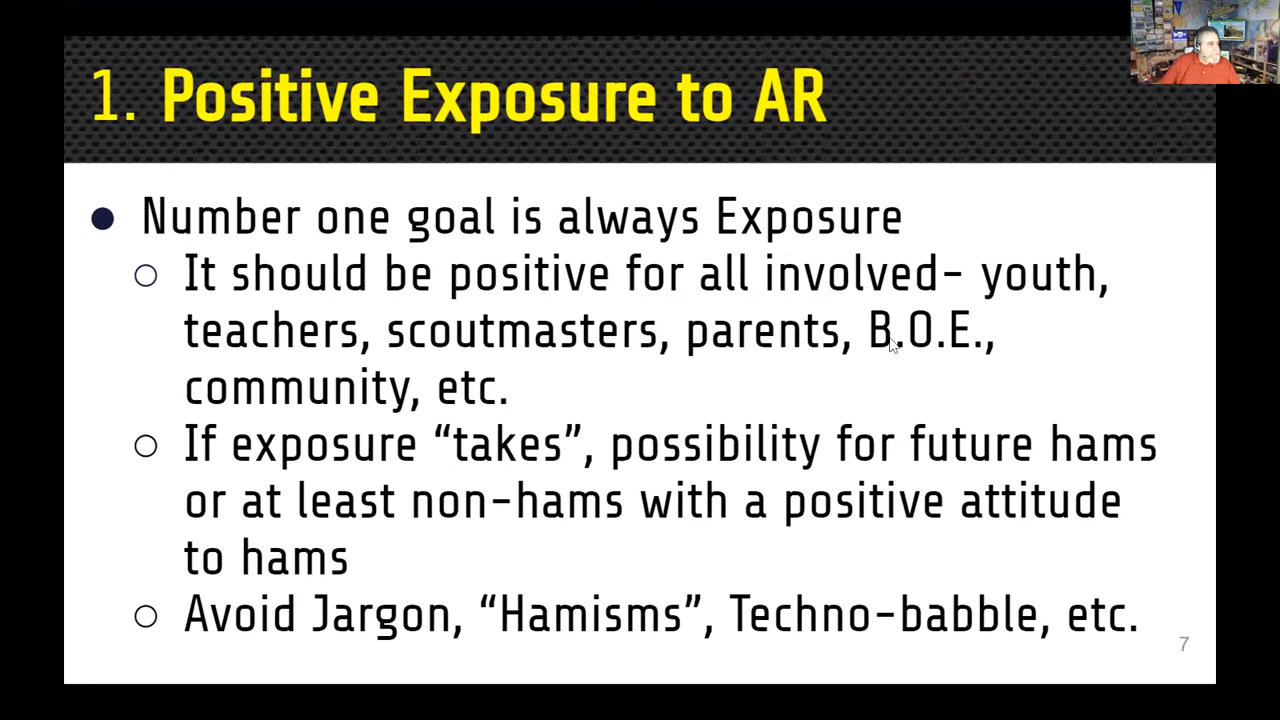 1. Positive Exposure to AR
● Number one goal is always Exposure
○ It should be positive for all involved– youth,
teachers, scoutmasters, parents, B.O.E.,
community, etc.
○ If exposure “takes”, possibility for future hams
or at least non-hams with a positive attitude
to hams
○ Avoid Jargon, “Hamisms”, Techno-babble, etc.
7